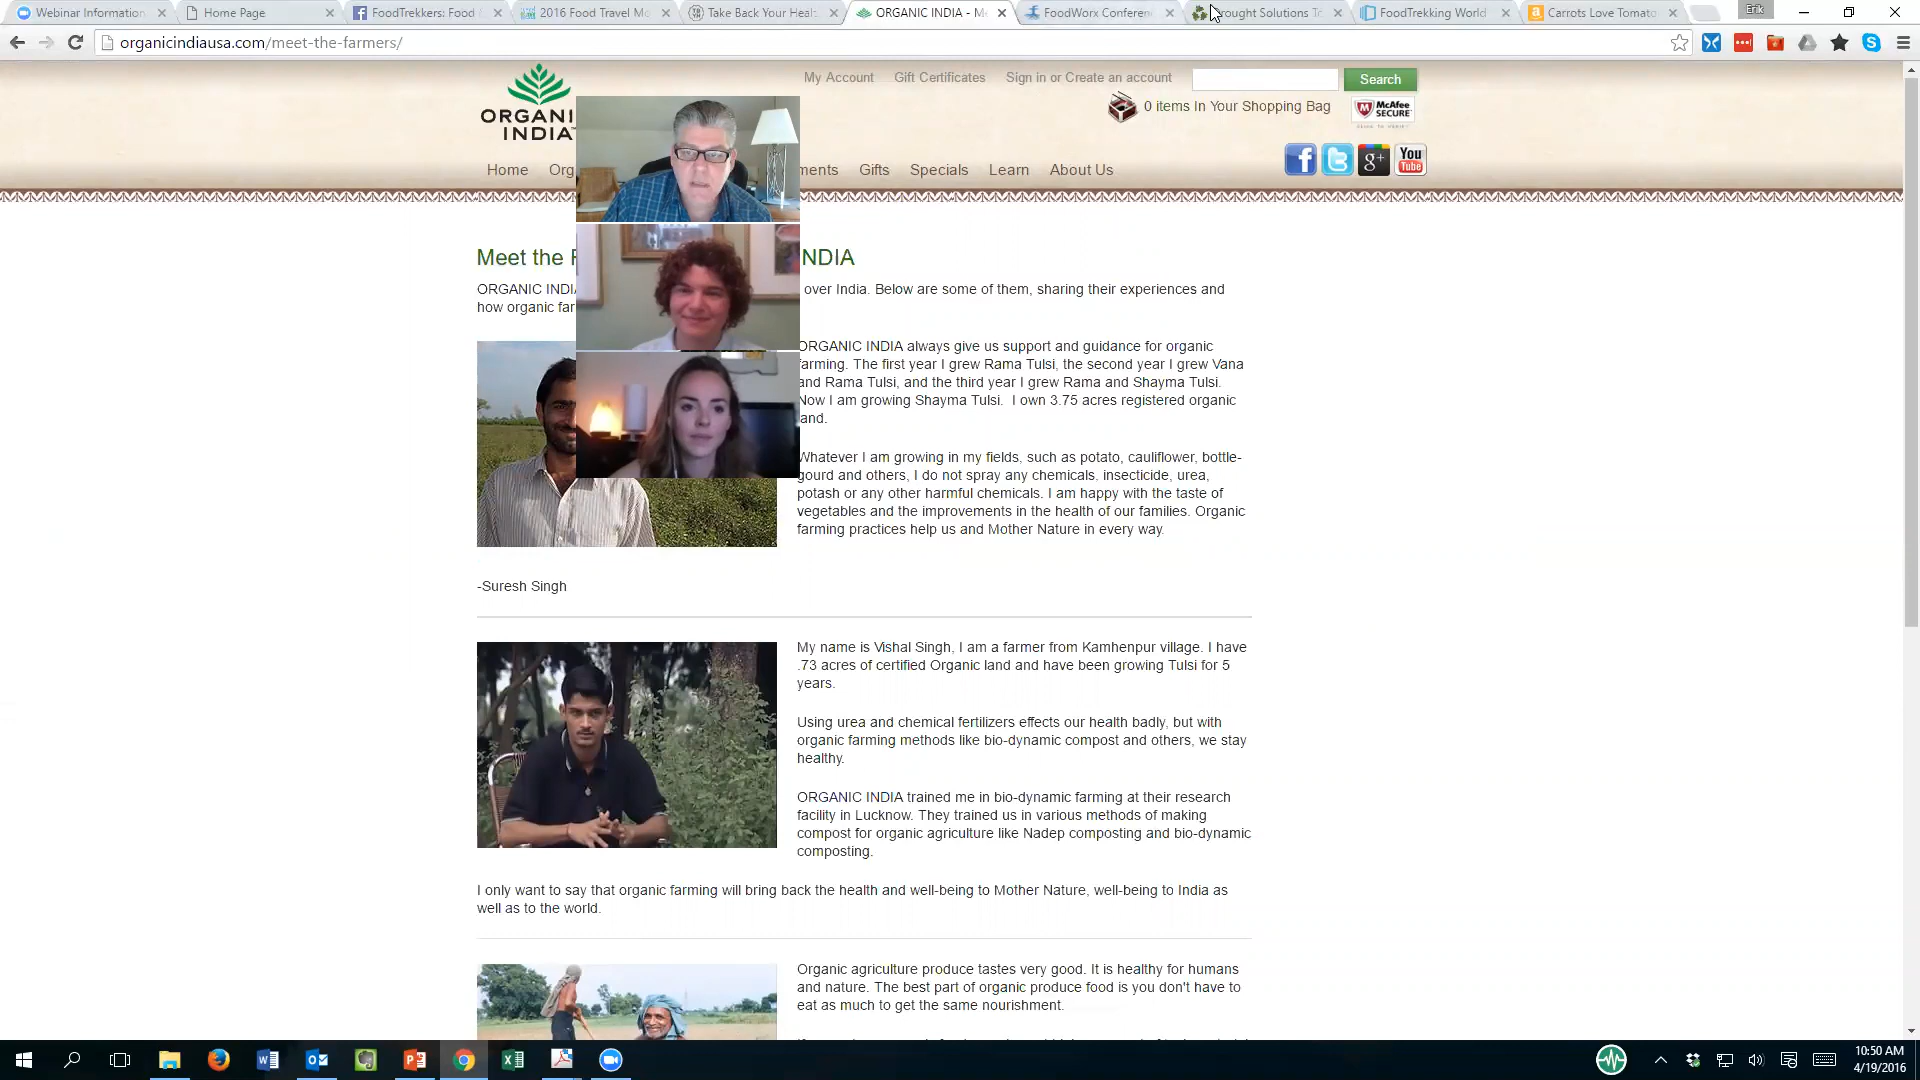 Webinar Information
Home Page
FoodTrekkers: Food
2016 Food Travel Mo
Take Back Your Healt
ORGANIC INDIA - Me
FoodWorx Conferen
rought Solutions Tr
FoodTrekking World
Carrots Love Tomato
Erik
organicindiausa.com/meet-the-farmers/
ORGANI
INDIA
My Account
Gift Certificates
Sign in or Create an account
Search
0 items In Your Shopping Bag
McAfee
SECURE
Home
Org
ments
Gifts
Specials
Learn
About Us
f
g+
You
Tube
Meet the F
NDIA
ORGANIC INDIA
over India. Below are some of them, sharing their experiences and
how organic far
ORGANIC INDIA always give us support and guidance for organic
farming. The first year I grew Rama Tulsi, the second year I grew Vana
and Rama Tulsi, and the third year I grew Rama and Shayma Tulsi.
Now I am growing Shayma Tulsi. I own 3.75 acres registered organic
land.
Whatever I am growing in my fields, such as potato, cauliflower, bottle-
gourd and others, I do not spray any chemicals, insecticide, urea,
potash or any other harmful chemicals. I am happy with the taste of
vegetables and the improvements in the health of our families. Organic
farming practices help us and Mother Nature in every way.
-Suresh Singh
My name is Vishal Singh, I am a farmer from Kamhenpur village. I have
.73 acres of certified Organic land and have been growing Tulsi for 5
years.
Using urea and chemical fertilizers effects our health badly, but with
organic farming methods like bio-dynamic compost and others, we stay
healthy.
ORGANIC INDIA trained me in bio-dynamic farming at their research
facility in Lucknow. They trained us in various methods of making
compost for organic agriculture like Nadep composting and bio-dynamic
composting.
I only want to say that organic farming will bring back the health and well-being to Mother Nature, well-being to India as
well as to the world.
Organic agriculture produce tastes very good. It is healthy for humans
and nature. The best part of organic produce food is you don't have to
eat as much to get the same nourishment.
10:50 AM
4/19/2016